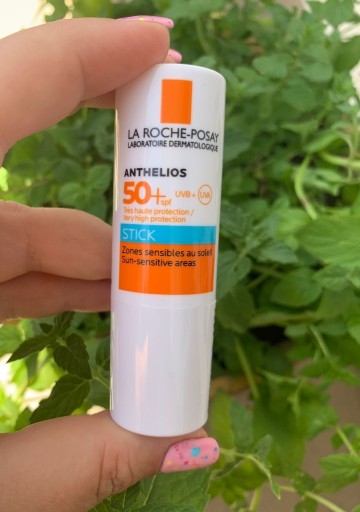 LA ROCHE-POSAY
LABORATOIRE DERMATOLOGIQUE
ANTHELIOS
50+ spf UVB + UVA
Très haute protection /
Very high protection
STICK
Zones sensibles au soleil
Sun-sensitive areas